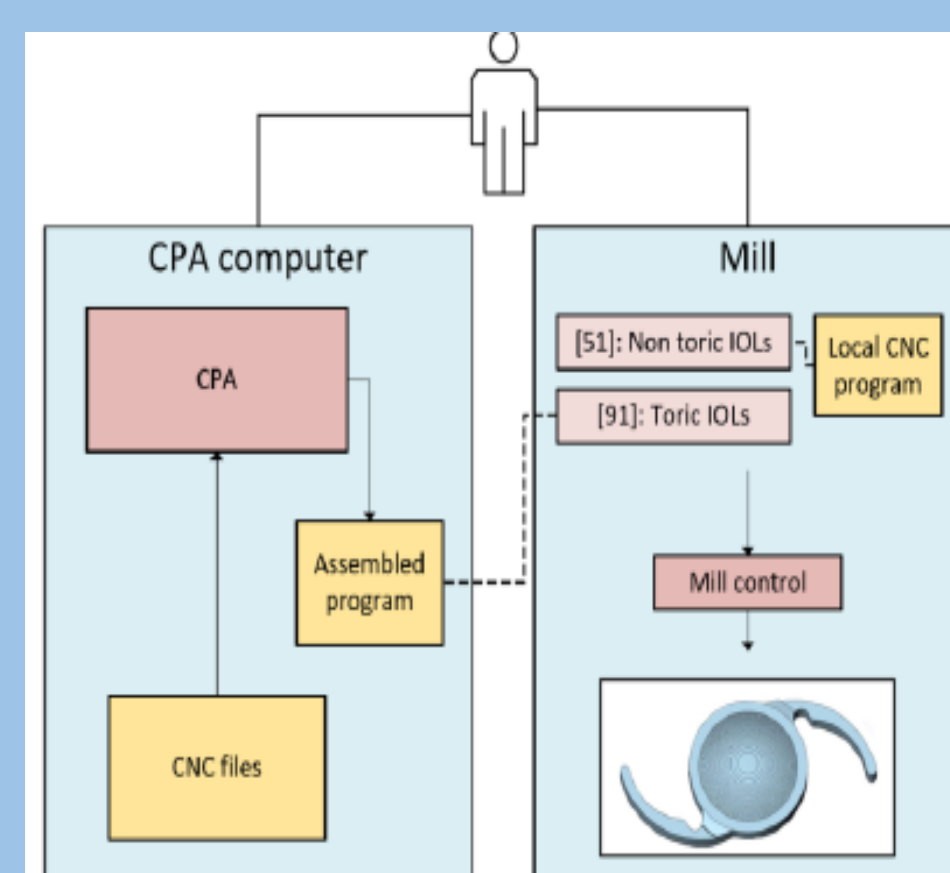 CPA computer
CPA
Assembled
program
CNC files
Mill
[51]: Non toric IOLs
Local CNC
program
[91]: Toric IOLs
Mill control